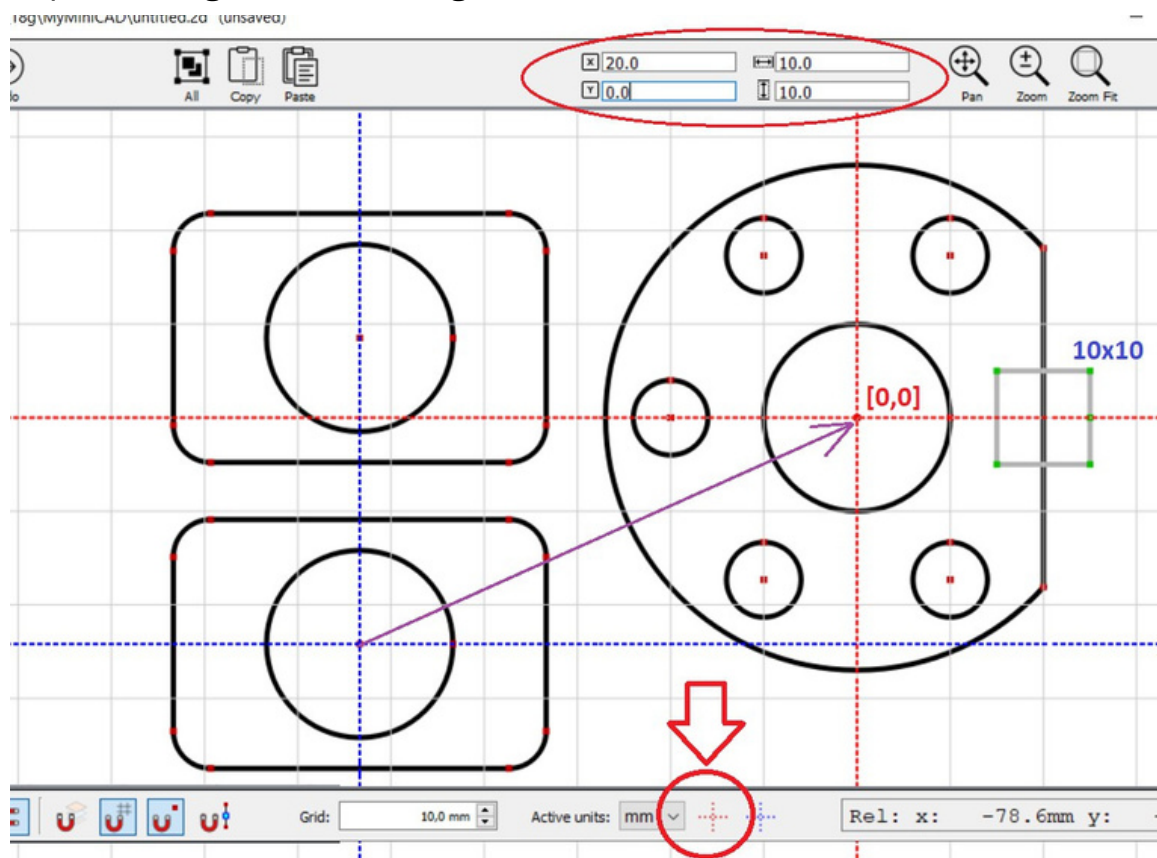 _18g\MyMiniCAD\untitled.2d (unsaved)
X 20.0 10.0
Y 0.0 10.0
All Copy Paste Pan Zoom Zoom Fit
10x10
[0,0]
Grid: 10,0 mm Active units: mm Rel: x: -78.6mm y: